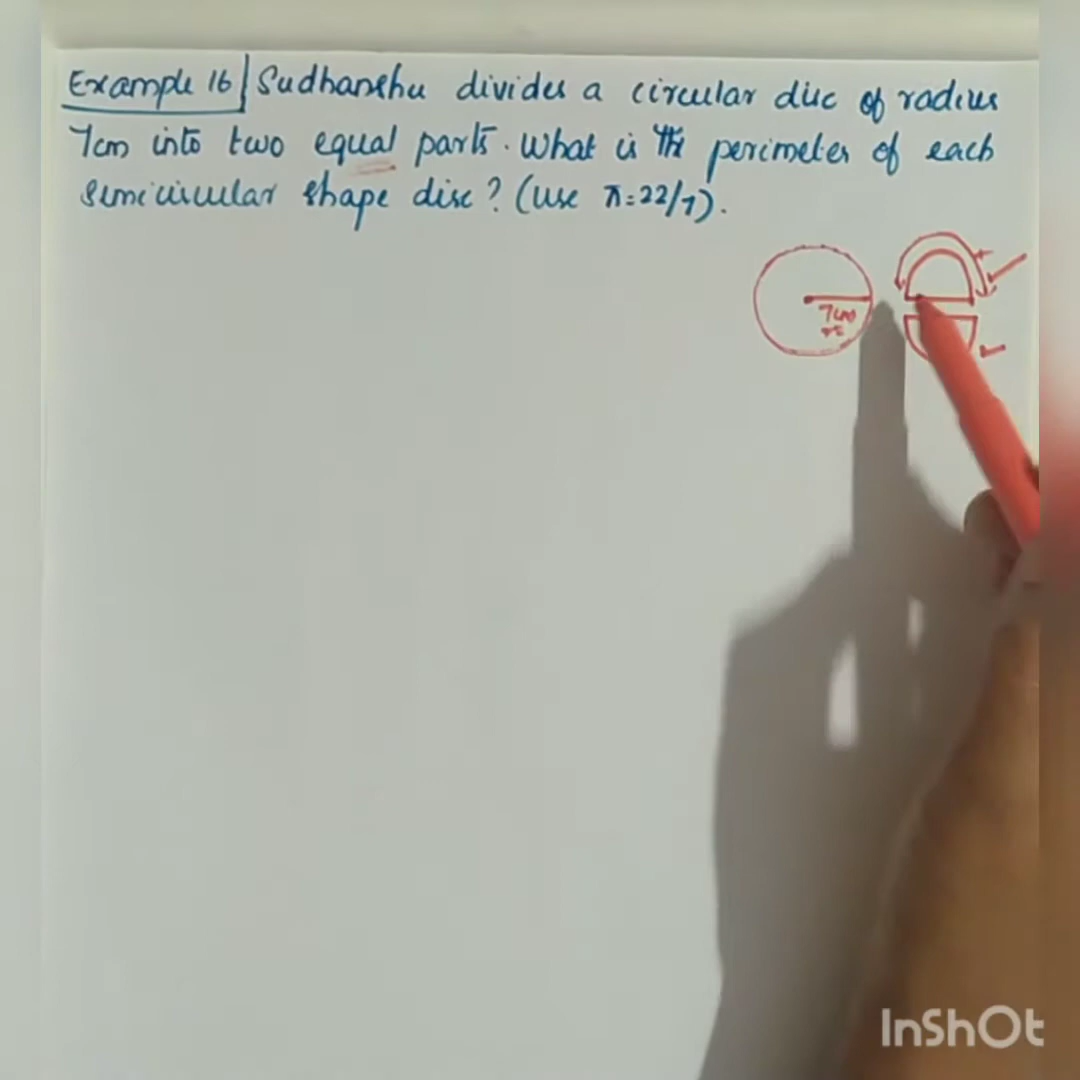 Example 16 Sudhanshu divides a circular disc of radius
7cm into two equal parts. What is the perimeter of each
semicircular shape disc? (use π=22/7).
7cm
InShOt